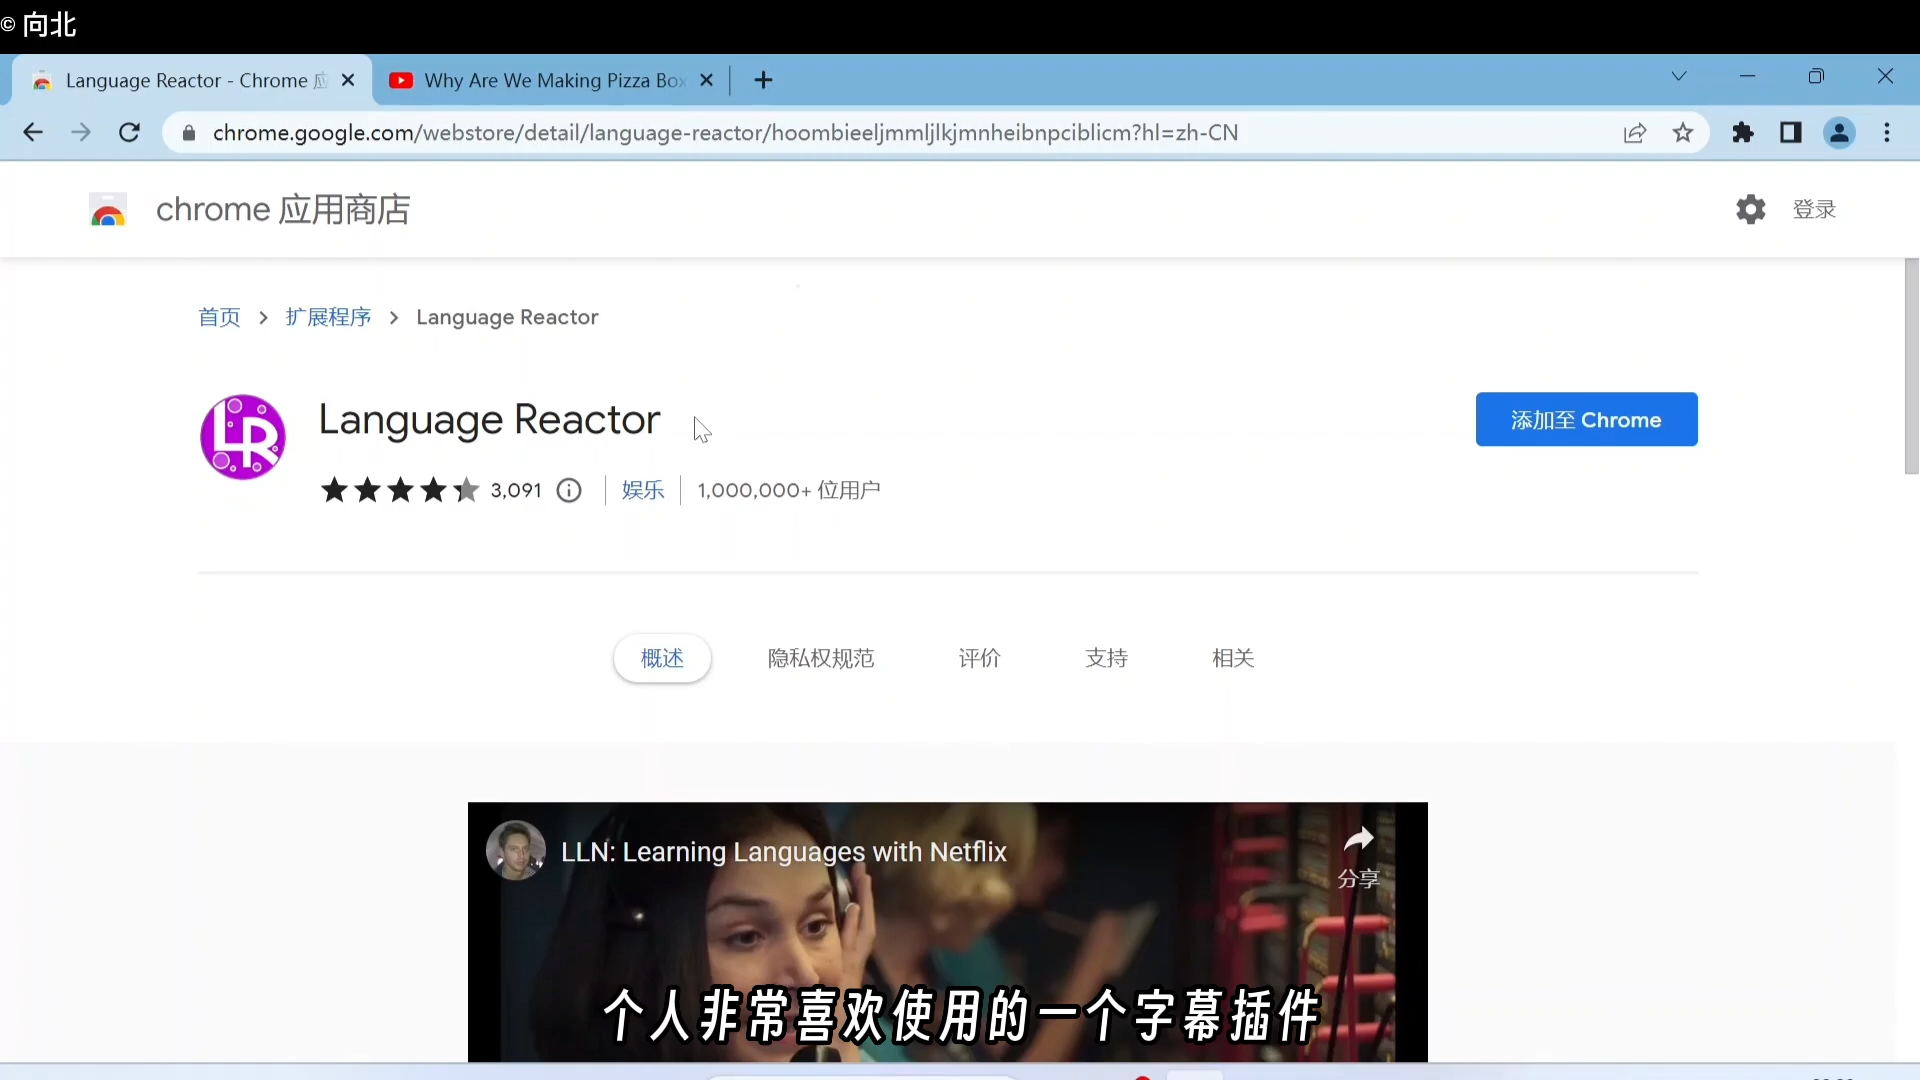 © 向北
Language Reactor - Chrome 应
Why Are We Making Pizza Box
chrome.google.com/webstore/detail/language-reactor/hoombieeljmmljlkjmnheibnpciblicm?hl=zh-CN
chrome 应用商店
登录
首页 > 扩展程序 > Language Reactor
LR
Language Reactor
添加至 Chrome
3,091
娱乐
1,000,000+ 位用户
概述
隐私权规范
评价
支持
相关
LLN: Learning Languages with Netflix
分享
个人非常喜欢使用的一个字幕插件